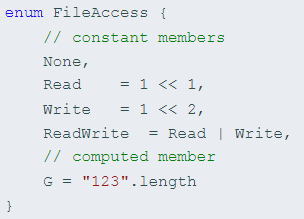 enum FileAccess {
    // constant members
    None,
    Read    = 1 << 1,
    Write   = 1 << 2,
    ReadWrite  = Read | Write,
    // computed member
    G = "123".length
}